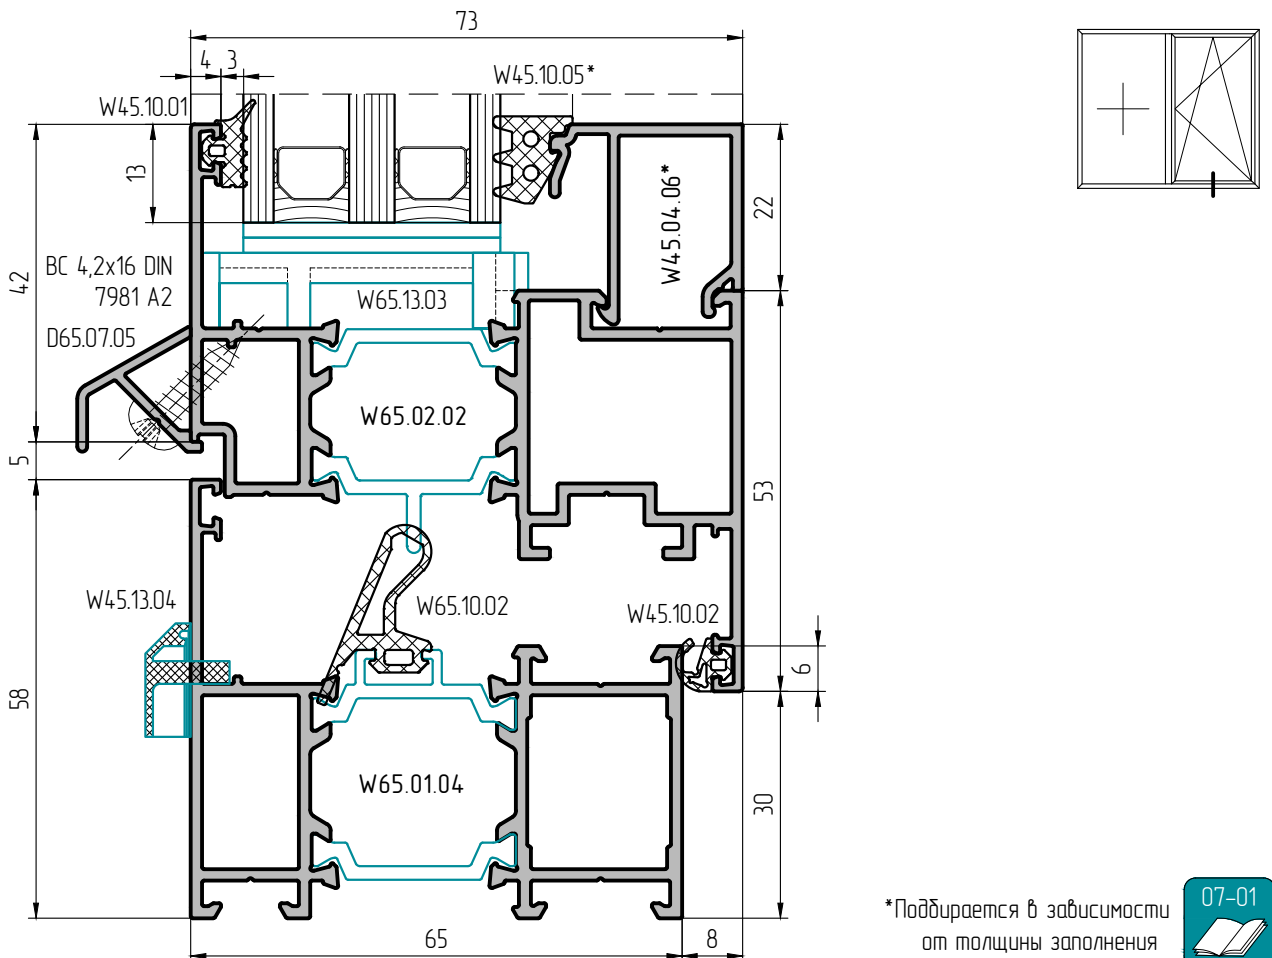 73
4
3
W45.10.05*
W45.10.01
13
42
22
W45.04.06*
ВС 4,2х16 DIN
7981 A2
W65.13.03
D65.07.05
W65.02.02
5
53
W45.13.04
W65.10.02
W45.10.02
6
58
W65.01.04
30
65
8
*Подбирается в зависимости
от толщины заполнения
07-01